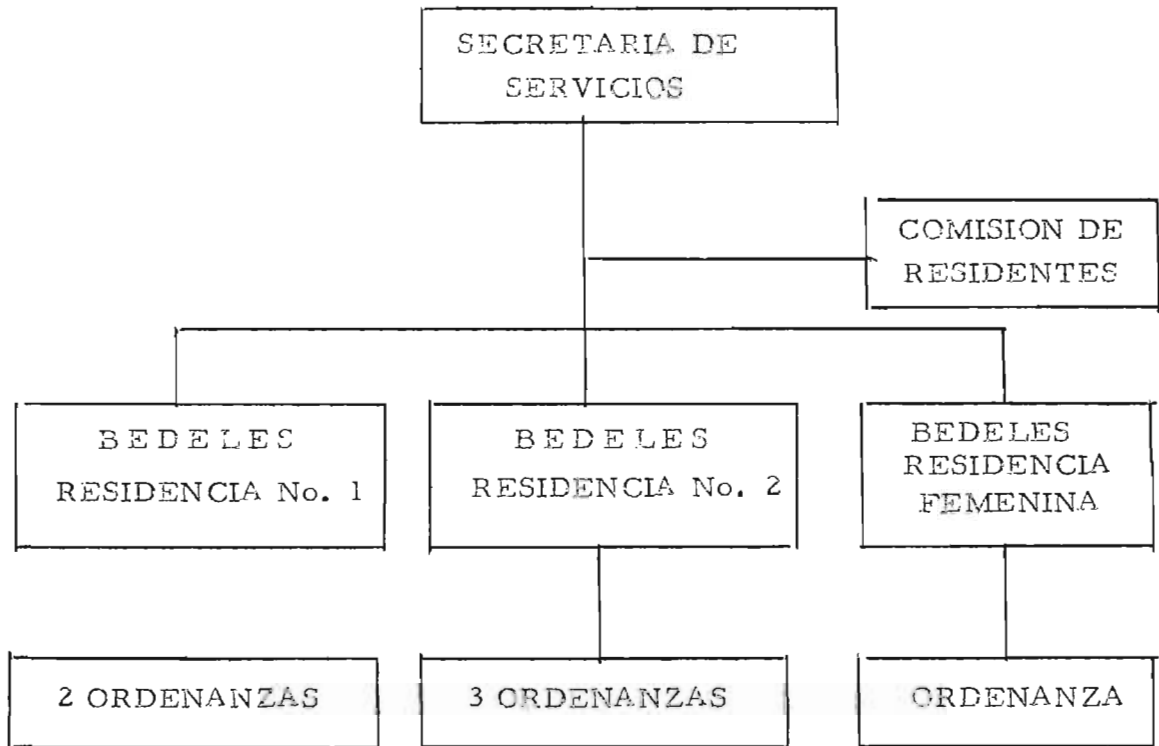 SECRETARIA DE
SERVICIOS
COMISION DE
RESIDENTES
BEDELES
RESIDENCIA No. 1
BEDELES
RESIDENCIA No. 2
BEDELES
RESIDENCIA
FEMENINA
2 ORDENANZAS
3 ORDENANZAS
ORDENANZA